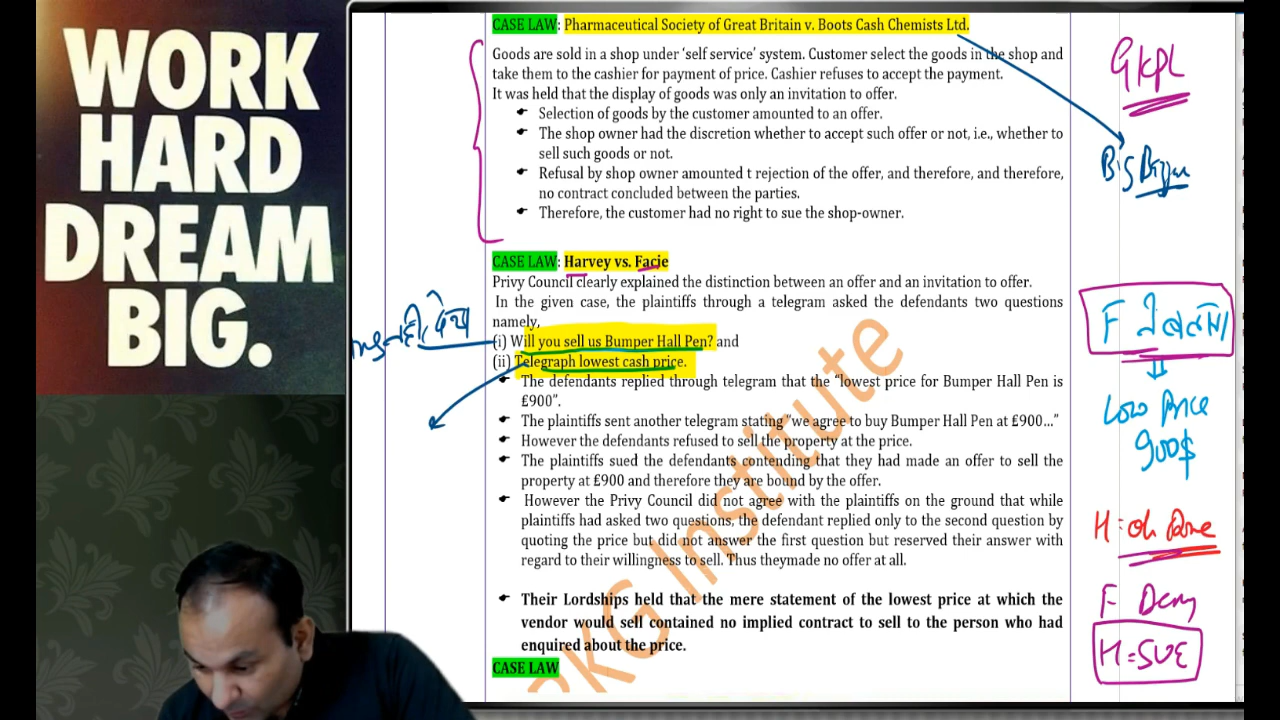 WORK
HARD
DREAM
BIG.
CASE LAW: Pharmaceutical Society of Great Britain v. Boots Cash Chemists Ltd.
Goods are sold in a shop under ‘self service’ system. Customer select the goods in the shop and
take them to the cashier for payment of price. Cashier refuses to accept the payment.
It was held that the display of goods was only an invitation to offer.
Selection of goods by the customer amounted to an offer.
The shop owner had the discretion whether to accept such offer or not, i.e., whether to
sell such goods or not.
Refusal by shop owner amounted t rejection of the offer, and therefore, and therefore,
no contract concluded between the parties.
Therefore, the customer had no right to sue the shop-owner.
CASE LAW: Harvey vs. Facie
Privy Council clearly explained the distinction between an offer and an invitation to offer.
In the given case, the plaintiffs through a telegram asked the defendants two questions
namely,
(i) Will you sell us Bumper Hall Pen? and
(ii) Telegraph lowest cash price.
The defendants replied through telegram that the “lowest price for Bumper Hall Pen is
₤900”.
The plaintiffs sent another telegram stating “we agree to buy Bumper Hall Pen at ₤900…”
However the defendants refused to sell the property at the price.
The plaintiffs sued the defendants contending that they had made an offer to sell the
property at ₤900 and therefore they are bound by the offer.
However the Privy Council did not agree with the plaintiffs on the ground that while
plaintiffs had asked two questions, the defendant replied only to the second question by
quoting the price but did not answer the first question but reserved their answer with
regard to their willingness to sell. Thus theymade no offer at all.
Their Lordships held that the mere statement of the lowest price at which the
vendor would sell contained no implied contract to sell to the person who had
enquired about the price.
CASE LAW
GKPL
Big
F ने
Low Price
900$
H =
F Deny
H = SUE
RKG Institute